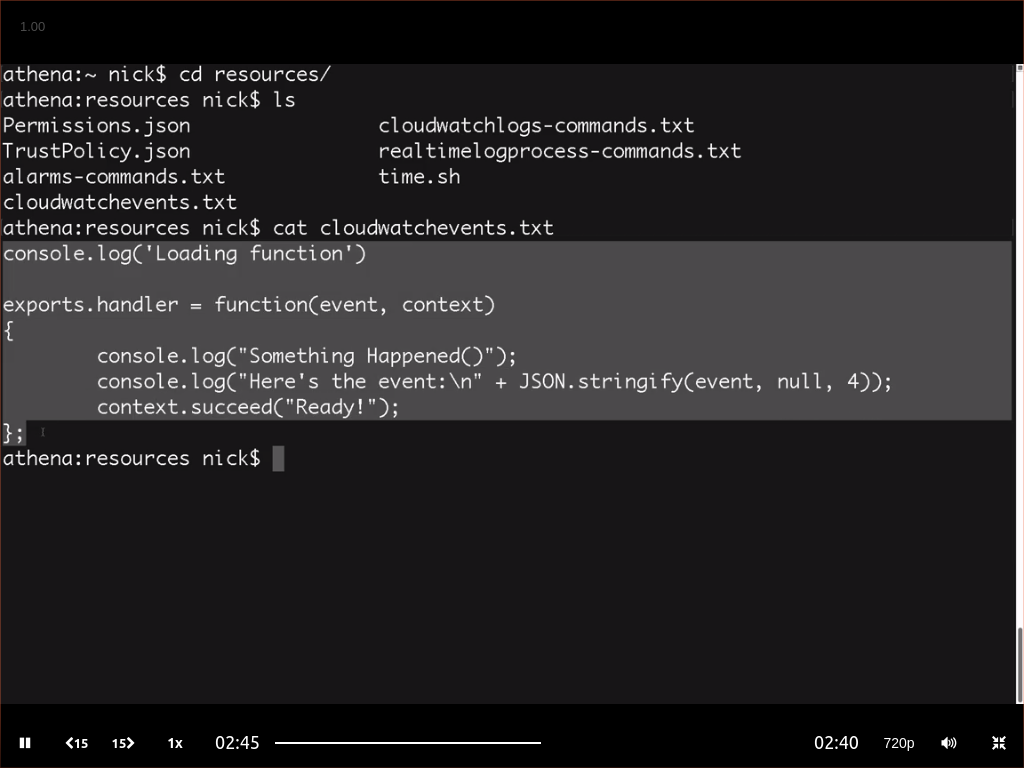 1.00
athena:~ nick$ cd resources/
athena:resources nick$ ls
Permissions.json cloudwatchlogs-commands.txt
TrustPolicy.json realtimelogprocess-commands.txt
alarms-commands.txt time.sh
cloudwatchevents.txt
athena:resources nick$ cat cloudwatchevents.txt
console.log('Loading function')
exports.handler = function(event, context)
{
console.log("Something Happened()");
console.log("Here's the event:\n" + JSON.stringify(event, null, 4));
context.succeed("Ready!");
};
athena:resources nick$
15 15 1x 02:45 02:40 720p